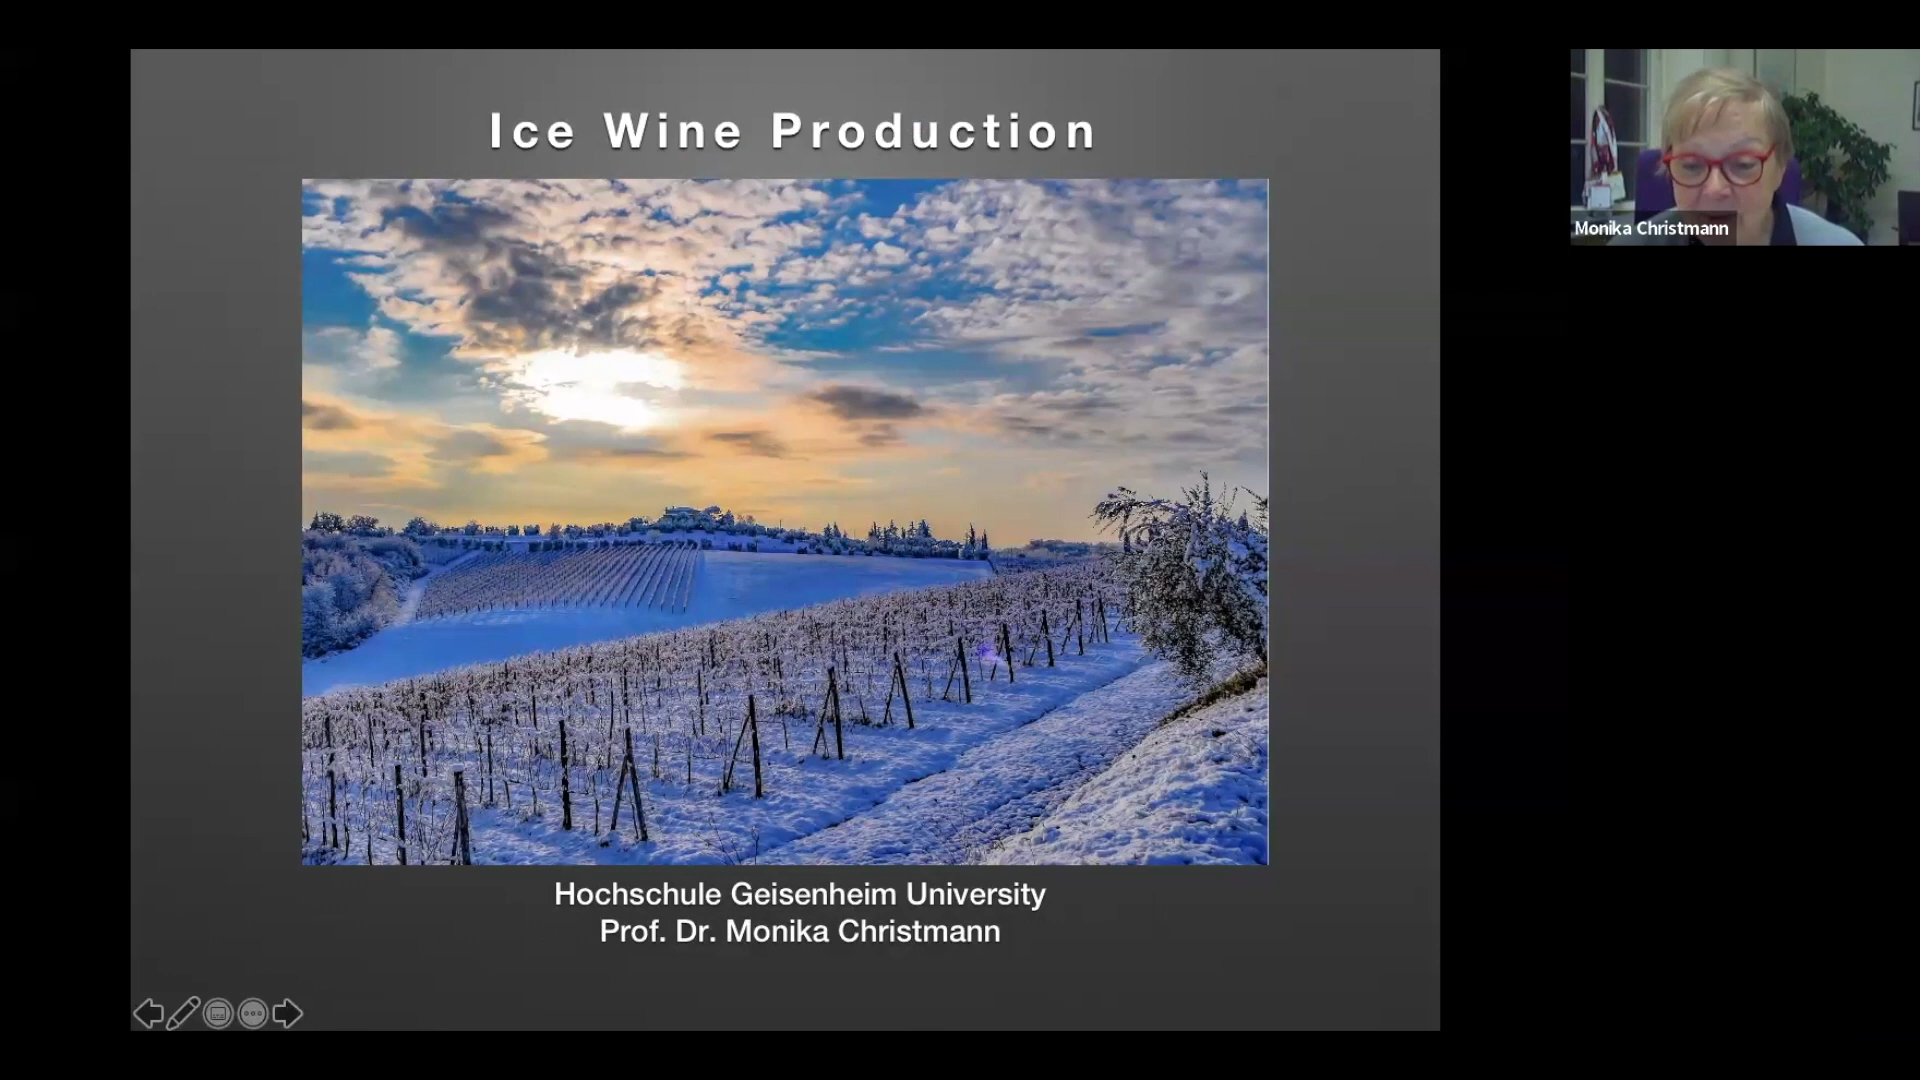 Ice Wine Production
Monika Christmann
Hochschule Geisenheim University
Prof. Dr. Monika Christmann